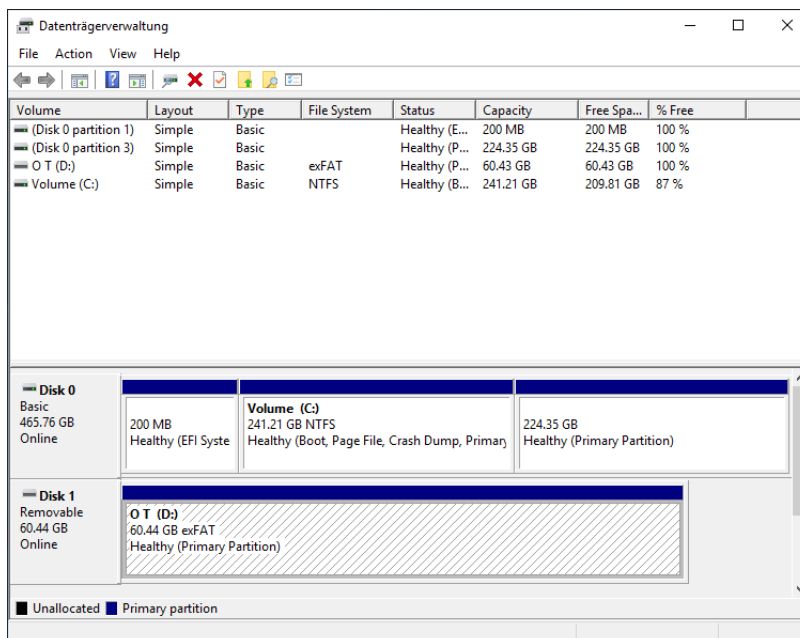 Datenträgerverwaltung
File Action View Help
Volume Layout Type File System Status Capacity Free Spa... % Free
(Disk 0 partition 1) Simple Basic Healthy (E... 200 MB 200 MB 100 %
(Disk 0 partition 3) Simple Basic Healthy (P... 224.35 GB 224.35 GB 100 %
O T (D:) Simple Basic exFAT Healthy (P... 60.43 GB 60.43 GB 100 %
Volume (C:) Simple Basic NTFS Healthy (B... 241.21 GB 209.81 GB 87 %
Disk 0
Basic
465.76 GB
Online
200 MB
Healthy (EFI Syste
Volume (C:)
241.21 GB NTFS
Healthy (Boot, Page File, Crash Dump, Primary
224.35 GB
Healthy (Primary Partition)
Disk 1
Removable
60.44 GB
Online
O T (D:)
60.44 GB exFAT
Healthy (Primary Partition)
Unallocated Primary partition